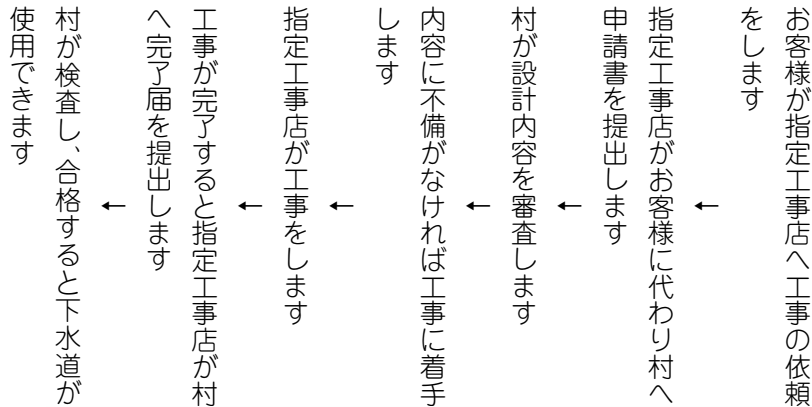 お客様が指定工事店へ工事の依頼
をします
←
指定工事店がお客様に代わり村へ
申請書を提出します
←
村が設計内容を審査します
←
内容に不備がなければ工事に着手
します
←
指定工事店が工事をします
←
工事が完了すると指定工事店が村
へ完了届を提出します
←
村が検査し、合格すると下水道が
使用できます